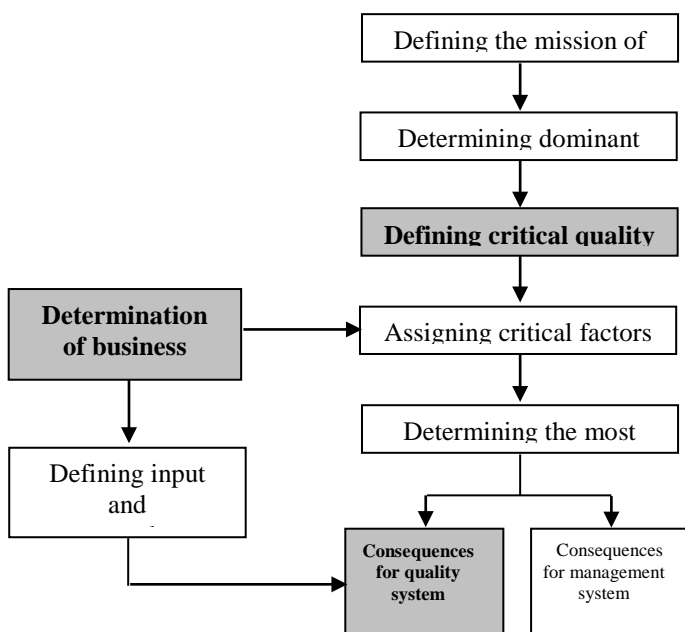 Defining the mission of
Determining dominant
Defining critical quality
Determination
of business
Assigning critical factors
Determining the most
Defining input
and
Consequences
for quality
system
Consequences
for management
system